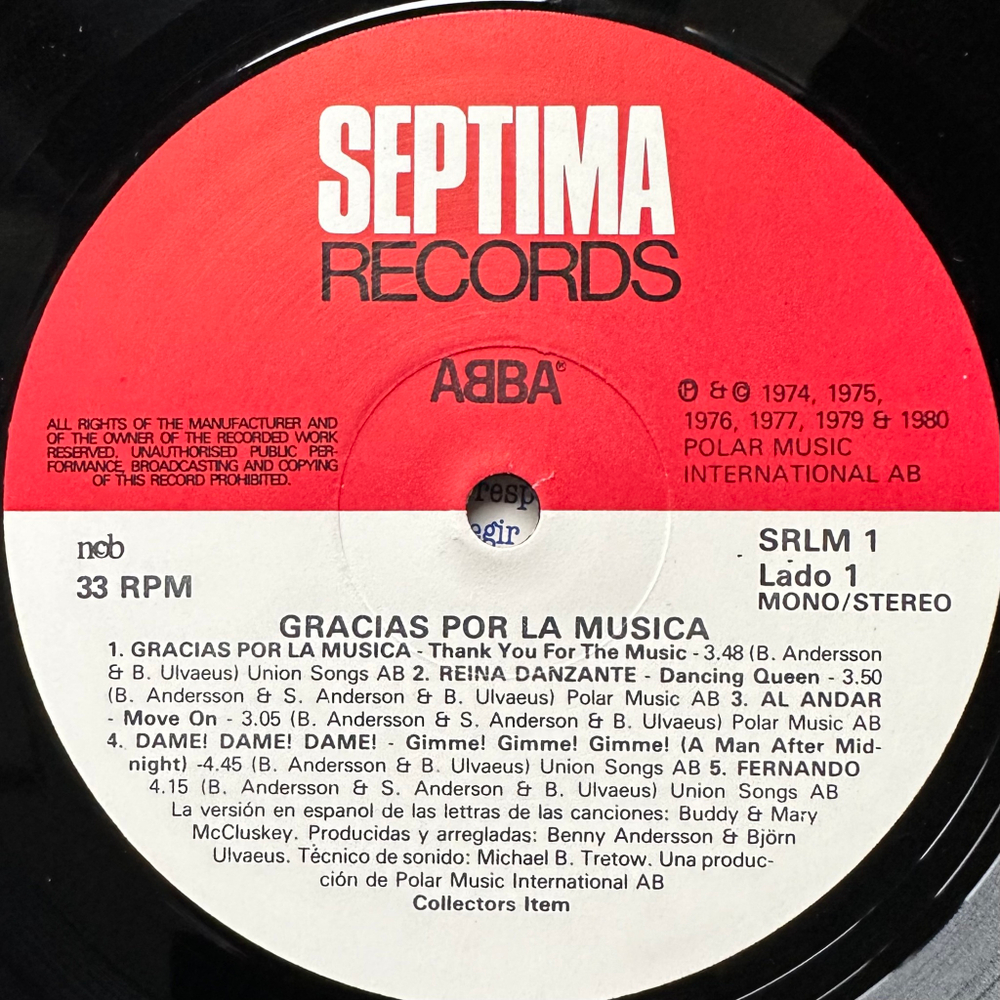 SEPTIMA
RECORDS
ABBA®
℗ & © 1974, 1975,
1976, 1977, 1979 & 1980
POLAR MUSIC
INTERNATIONAL AB
ALL RIGHTS OF THE MANUFACTURER AND
OF THE OWNER OF THE RECORDED WORK
RESERVED. UNAUTHORISED PUBLIC PER-
FORMANCE, BROADCASTING AND COPYING
OF THIS RECORD PROHIBITED.
resp
egir
ncb
33 RPM
SRLM 1
Lado 1
MONO/STEREO
GRACIAS POR LA MUSICA
1. GRACIAS POR LA MUSICA - Thank You For The Music - 3.48 (B. Andersson
& B. Ulvaeus) Union Songs AB 2. REINA DANZANTE - Dancing Queen - 3.50
(B. Andersson & S. Anderson & B. Ulvaeus) Polar Music AB 3. AL ANDAR
- Move On - 3.05 (B. Andersson & S. Anderson & B. Ulvaeus) Polar Music AB
4. DAME! DAME! DAME! - Gimme! Gimme! Gimme! (A Man After Mid-
night) -4.45 (B. Andersson & B. Ulvaeus) Union Songs AB 5. FERNANDO
4.15 (B. Andersson & S. Anderson & B. Ulvaeus) Union Songs AB
La versión en espanol de las letras de las canciones: Buddy & Mary
McCluskey. Producidas y arregladas: Benny Andersson & Björn
Ulvaeus. Técnico de sonido: Michael B. Tretow. Una produc-
ción de Polar Music International AB
Collectors Item